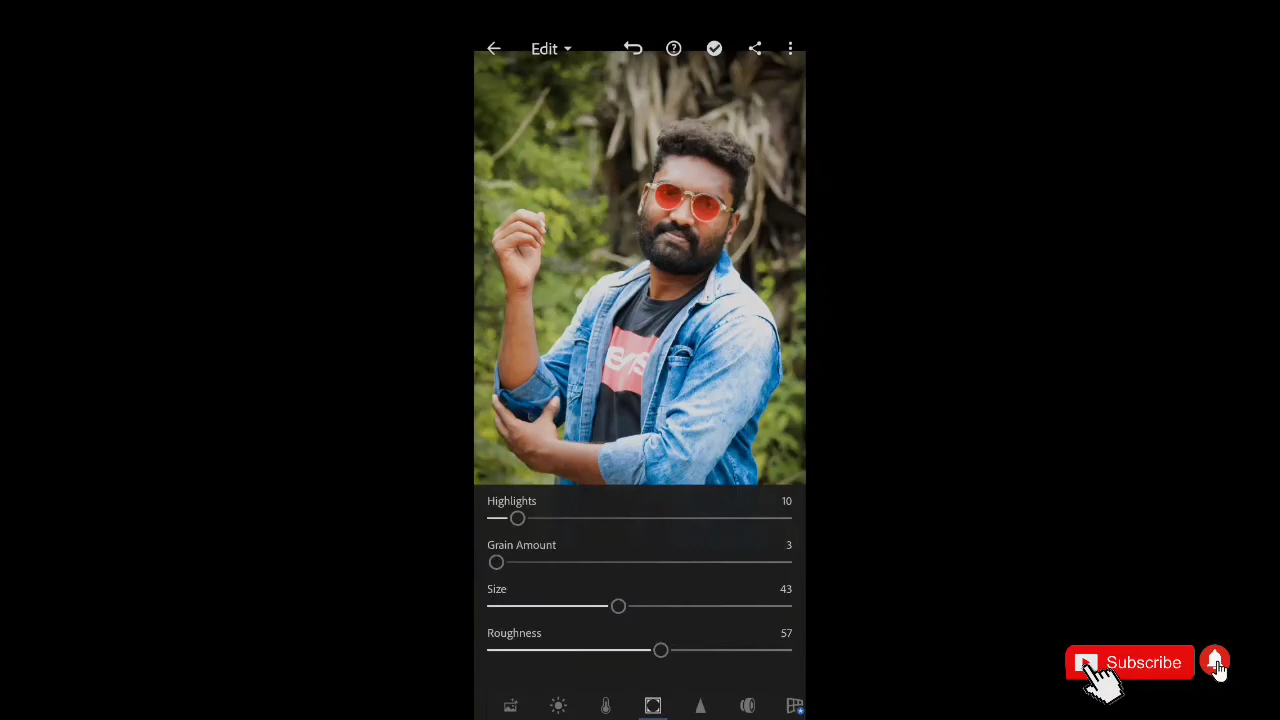 Edit
Highlights 10
Grain Amount 3
Size 43
Roughness 57
Subscribe